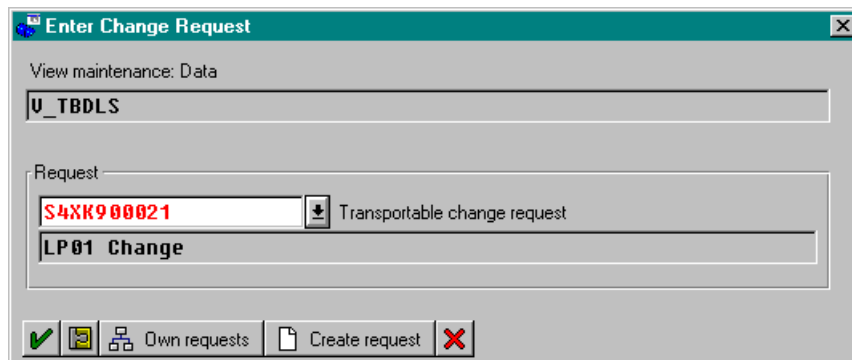 Enter Change Request
View maintenance: Data
V_TBDLS
Request
S4XK900021 Transportable change request
LP01 Change
Own requests Create request